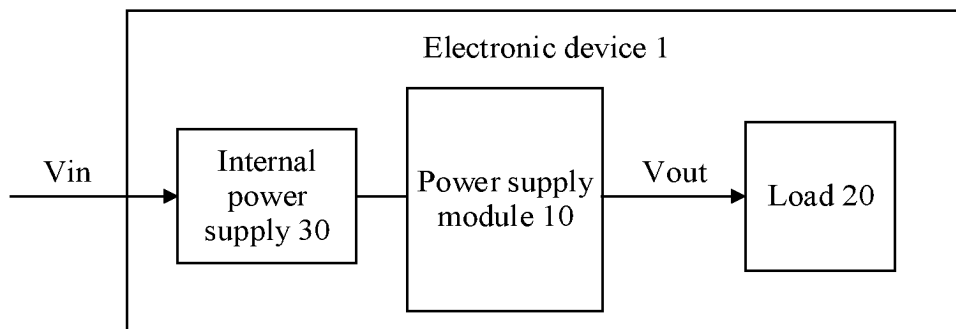 Electronic device 1
Vin
Internal
power
supply 30
Power supply
module 10
Vout
Load 20